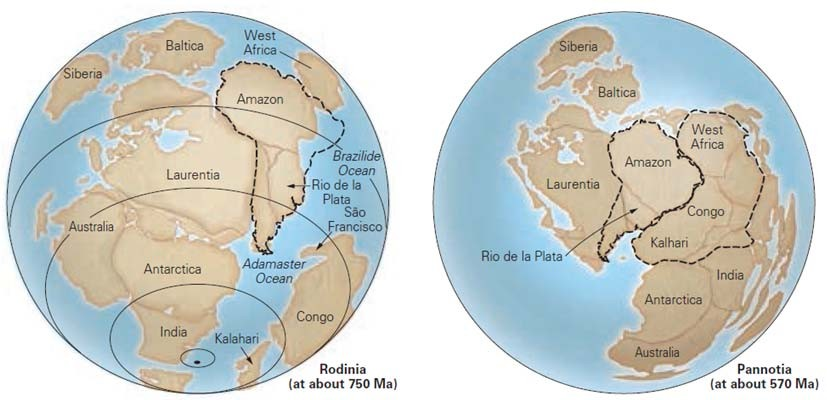 West
Africa
Baltica
Siberia
Amazon
Brazilide
Ocean
Laurentia
Rio de la
Plata
São
Francisco
Australia
Adamaster
Ocean
Antarctica
India
Kalahari
Congo
Rodinia
(at about 750 Ma)
Siberia
Baltica
West
Africa
Amazon
Laurentia
Congo
Kalhari
Rio de la Plata
India
Antarctica
Australia
Pannotia
(at about 570 Ma)